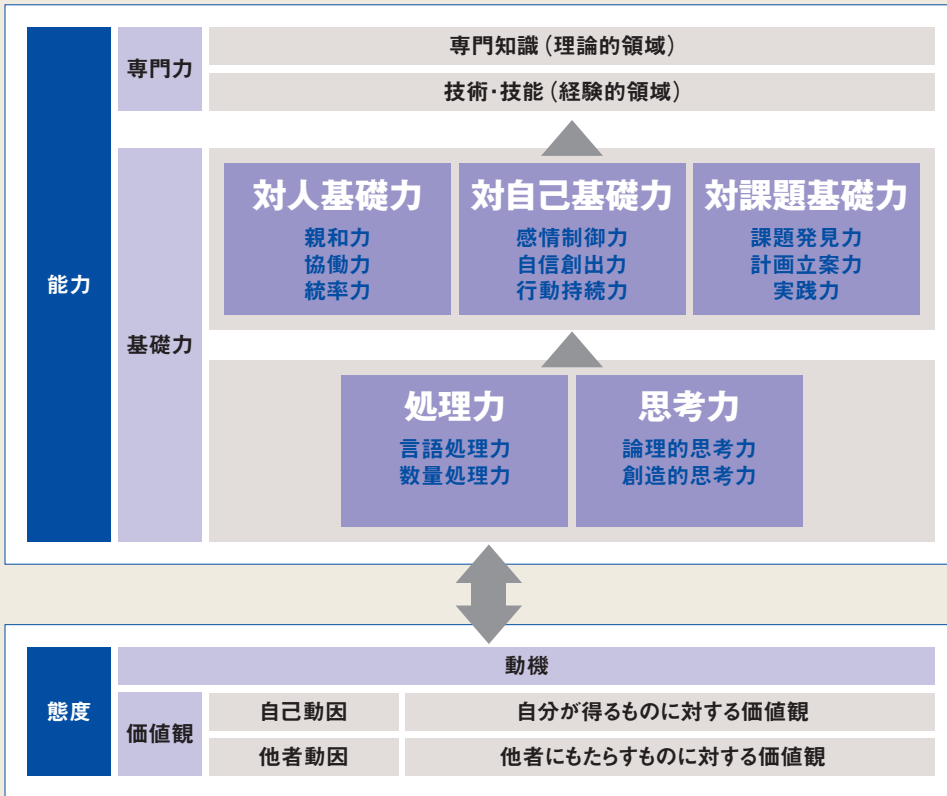 能力
専門力
専門知識（理論的領域）
技術・技能（経験的領域）
基礎力
対人基礎力
親和力
協働力
統率力
対自己基礎力
感情制御力
自信創出力
行動持続力
対課題基礎力
課題発見力
計画立案力
実践力
処理力
言語処理力
数量処理力
思考力
論理的思考力
創造的思考力
態度
動機
価値観
自己動因
自分が得るものに対する価値観
他者動因
他者にもたらすものに対する価値観